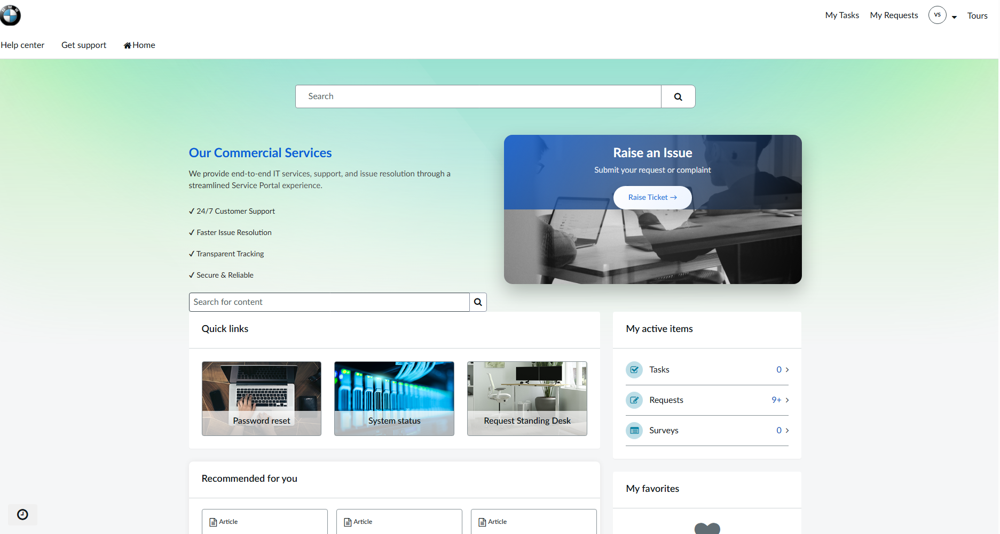 BMW
My Tasks
My Requests
VS
Tours
Help center
Get support
Home
Search
Our Commercial Services
We provide end-to-end IT services, support, and issue resolution through a
streamlined Service Portal experience.
✓ 24/7 Customer Support
✓ Faster Issue Resolution
✓ Transparent Tracking
✓ Secure & Reliable
Raise an Issue
Submit your request or complaint
Raise Ticket →
Search for content
Quick links
Password reset
System status
Request Standing Desk
My active items
Tasks 0
Requests 9+
Surveys 0
Recommended for you
Article
Article
Article
My favorites